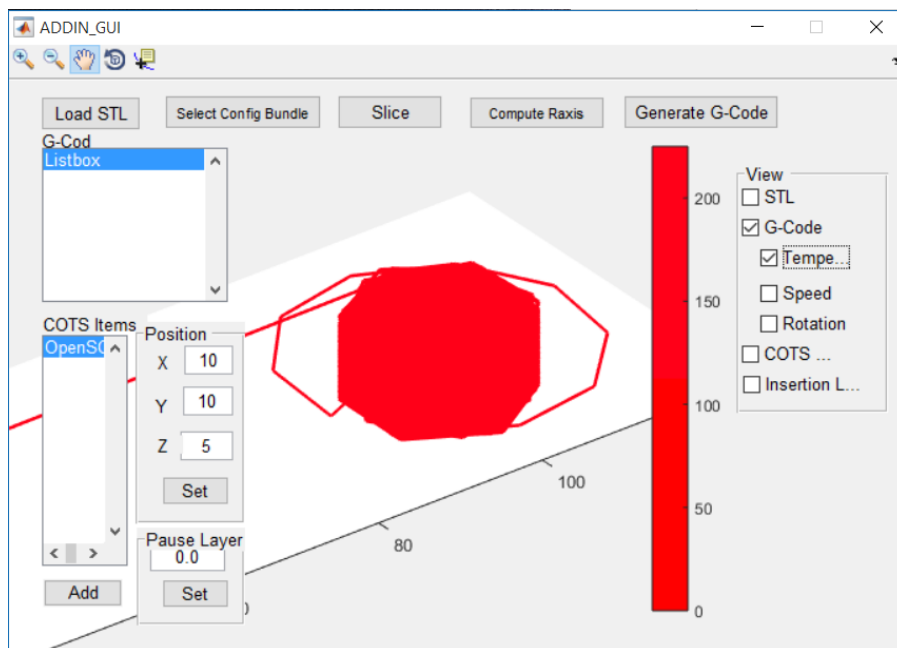 ADDIN_GUI
Load STL
Select Config Bundle
Slice
Compute Raxis
Generate G-Code
G-Cod
Listbox
View
STL
G-Code
Tempe...
Speed
Rotation
COTS ...
Insertion L...
200
150
100
50
0
COTS Items
OpenSC
Position
X 10
Y 10
Z 5
Set
Pause Layer
0.0
Set
Add
100
80